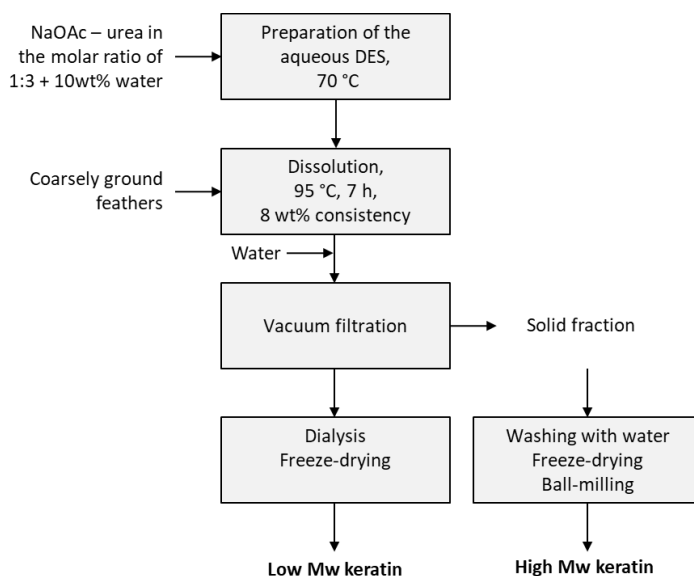 NaOAc – urea in
the molar ratio of
1:3 + 10wt% water
Preparation of the
aqueous DES,
70 °C
Coarsely ground
feathers
Dissolution,
95 °C, 7 h,
8 wt% consistency
Water
Vacuum filtration
Solid fraction
Dialysis
Freeze-drying
Washing with water
Freeze-drying
Ball-milling
Low Mw keratin
High Mw keratin